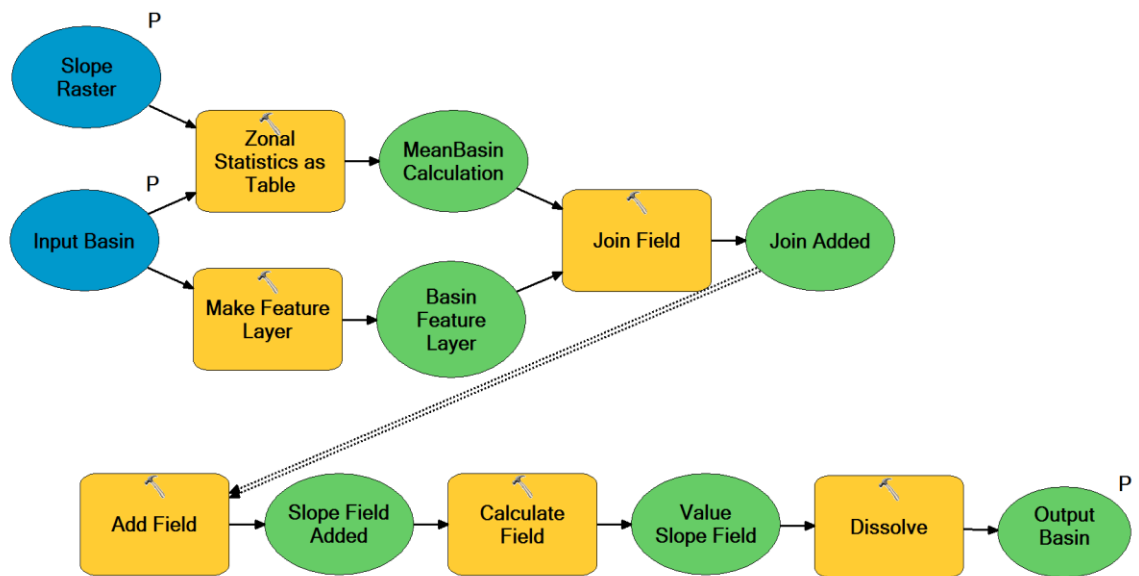 P
Slope
Raster
Zonal
Statistics as
Table
MeanBasin
Calculation
P
Input Basin
Join Field
Join Added
Make Feature
Layer
Basin
Feature
Layer
Add Field
Slope Field
Added
Calculate
Field
Value
Slope Field
Dissolve
P
Output
Basin